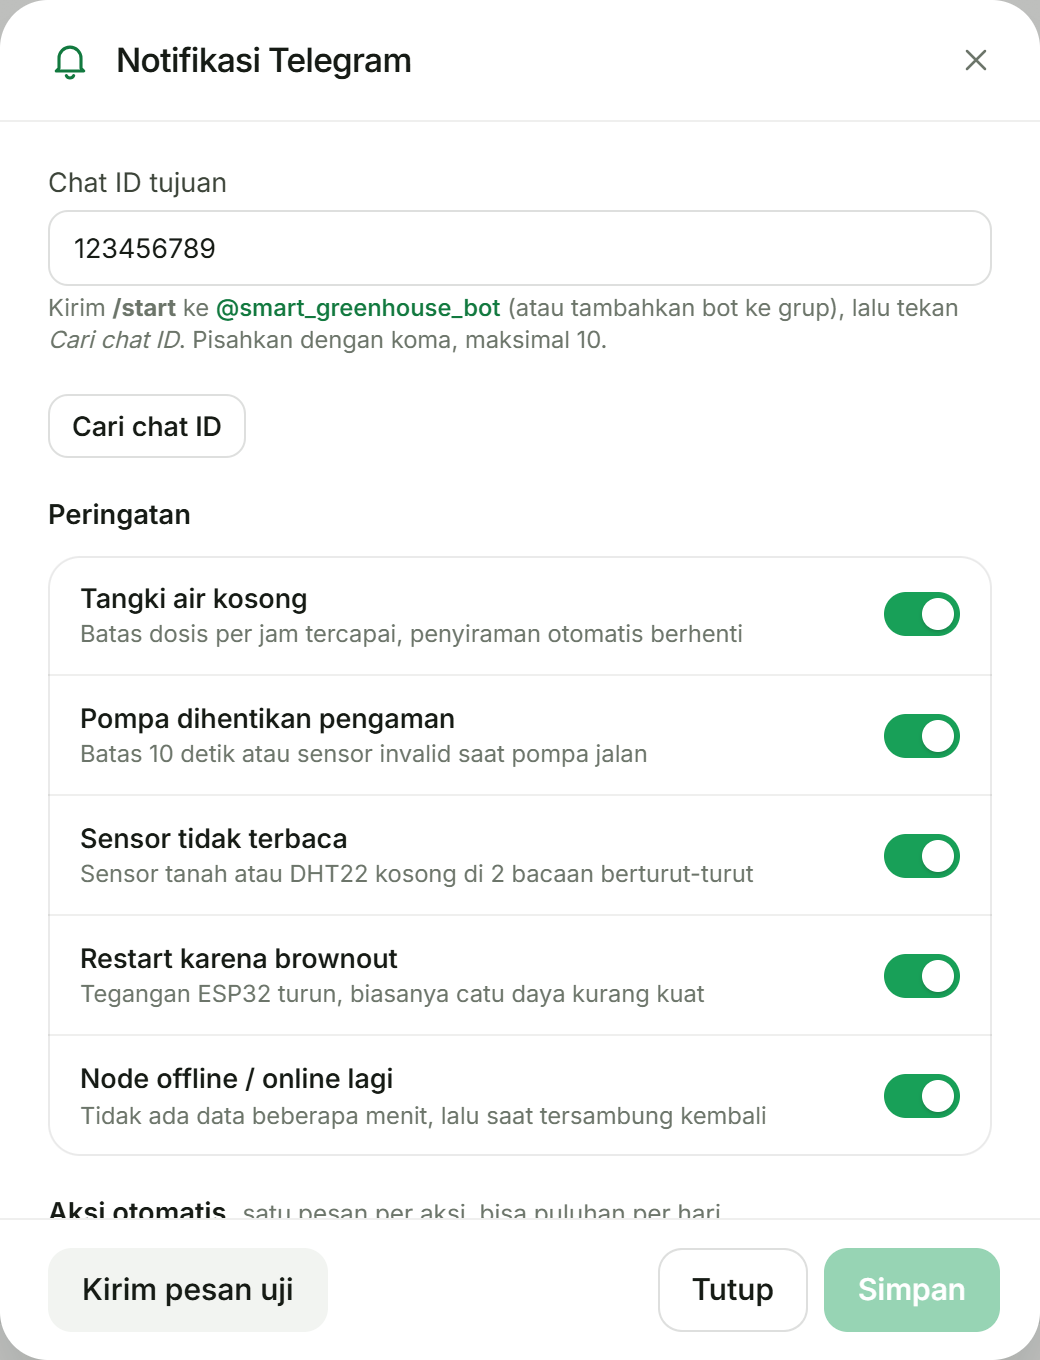 Notifikasi Telegram
Chat ID tujuan
123456789
Kirim /start ke @smart_greenhouse_bot (atau tambahkan bot ke grup), lalu tekan
Cari chat ID. Pisahkan dengan koma, maksimal 10.
Cari chat ID
Peringatan
Tangki air kosong
Batas dosis per jam tercapai, penyiraman otomatis berhenti
Pompa dihentikan pengaman
Batas 10 detik atau sensor invalid saat pompa jalan
Sensor tidak terbaca
Sensor tanah atau DHT22 kosong di 2 bacaan berturut-turut
Restart karena brownout
Tegangan ESP32 turun, biasanya catu daya kurang kuat
Node offline / online lagi
Tidak ada data beberapa menit, lalu saat tersambung kembali
Aksi otomatis satu pesan per aksi, bisa puluhan per hari
Kirim pesan uji
Tutup
Simpan